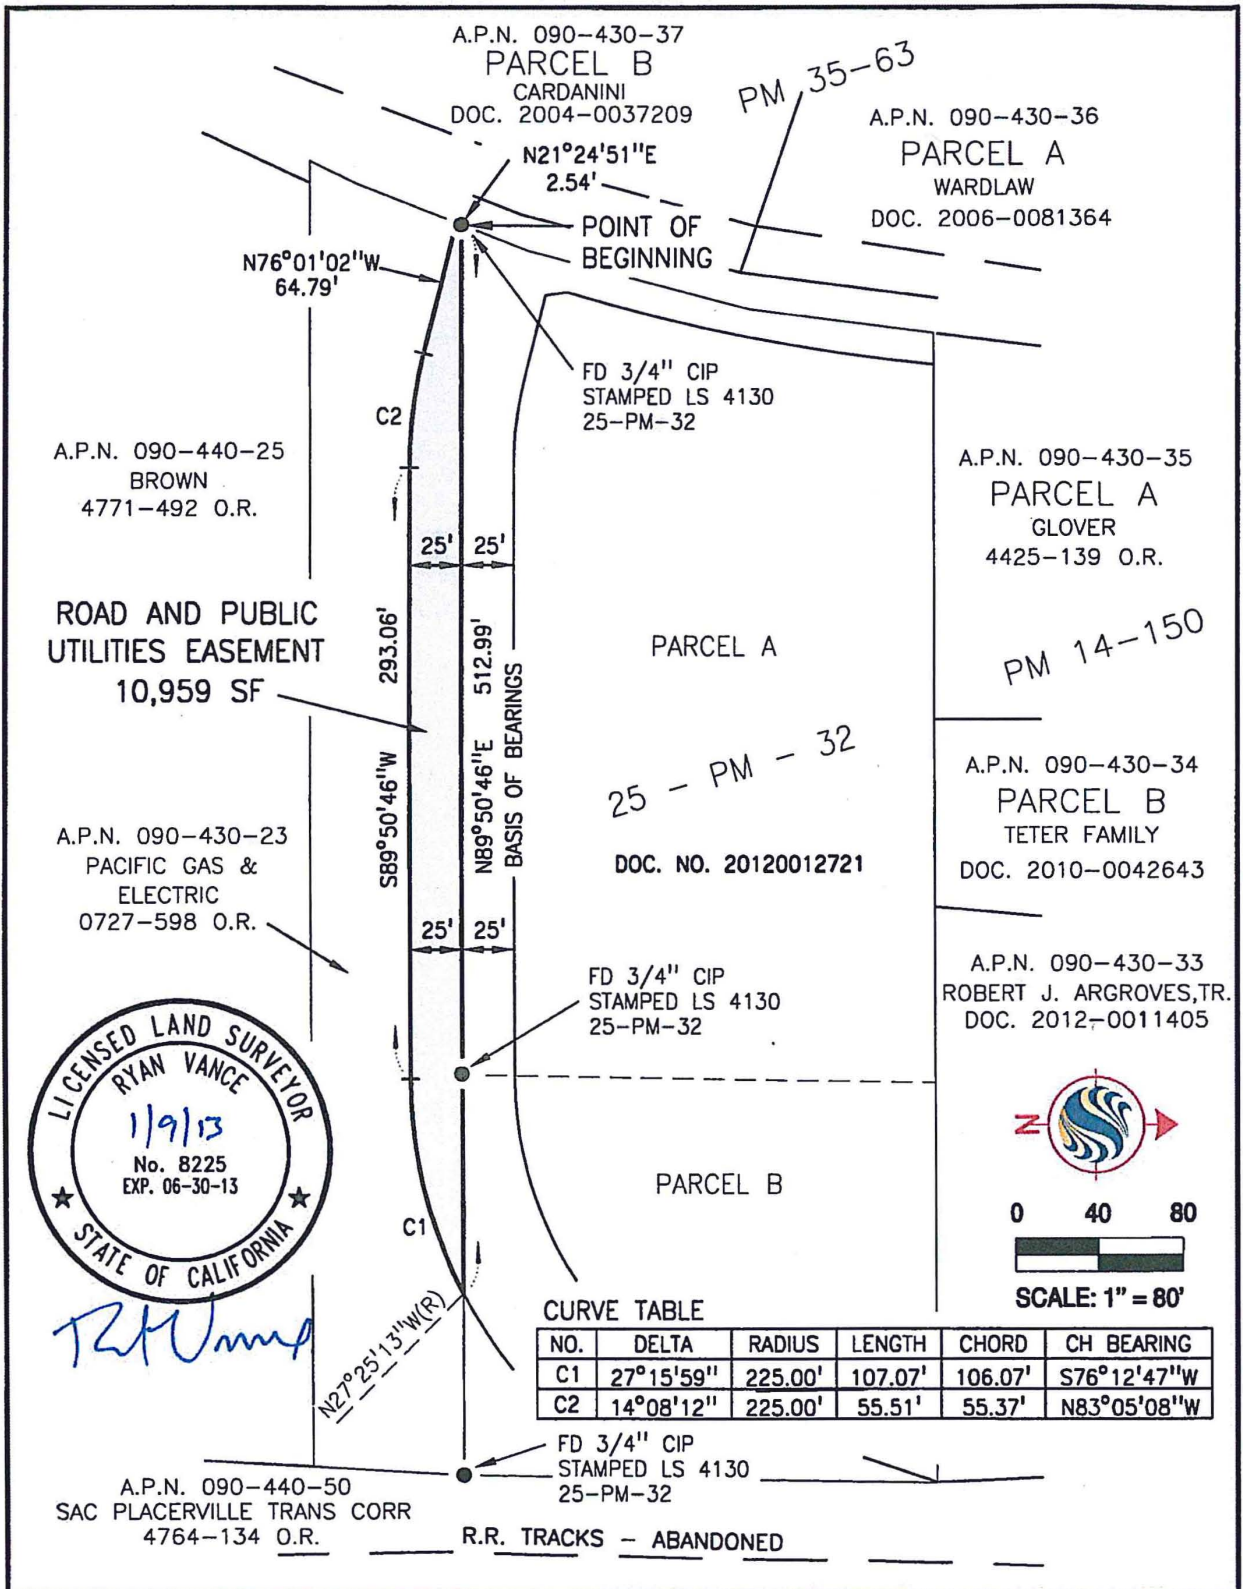 A.P.N. 090-430-37
PARCEL B
CARDANINI
DOC. 2004-0037209
PM 35-63
A.P.N. 090-430-36
PARCEL A
WARDLAW
DOC. 2006-0081364
N21°24'51"E
2.54'
POINT OF
BEGINNING
N76°01'02"W
64.79'
FD 3/4" CIP
STAMPED LS 4130
25-PM-32
C2
A.P.N. 090-440-25
BROWN
4771-492 O.R.
A.P.N. 090-430-35
PARCEL A
GLOVER
4425-139 O.R.
25' 25'
ROAD AND PUBLIC
UTILITIES EASEMENT
10,959 SF
S89°50'46"W 293.06'
N89°50'46"E 512.99'
BASIS OF BEARINGS
PARCEL A
PM 14-150
25 - PM - 32
DOC. NO. 20120012721
A.P.N. 090-430-34
PARCEL B
TETER FAMILY
DOC. 2010-0042643
A.P.N. 090-430-23
PACIFIC GAS &
ELECTRIC
0727-598 O.R.
25' 25'
FD 3/4" CIP
STAMPED LS 4130
25-PM-32
A.P.N. 090-430-33
ROBERT J. ARGROVES,TR.
DOC. 2012-0011405
LICENSED LAND SURVEYOR
RYAN VANCE
1/9/13
No. 8225
EXP. 06-30-13
STATE OF CALIFORNIA
N
PARCEL B
C1
0 40 80
SCALE: 1" = 80'
N27°25'13"W(R)
CURVE TABLE
NO. DELTA RADIUS LENGTH CHORD CH BEARING
C1 27°15'59" 225.00' 107.07' 106.07' S76°12'47"W
C2 14°08'12" 225.00' 55.51' 55.37' N83°05'08"W
FD 3/4" CIP
STAMPED LS 4130
25-PM-32
A.P.N. 090-440-50
SAC PLACERVILLE TRANS CORR
4764-134 O.R.
R.R. TRACKS - ABANDONED